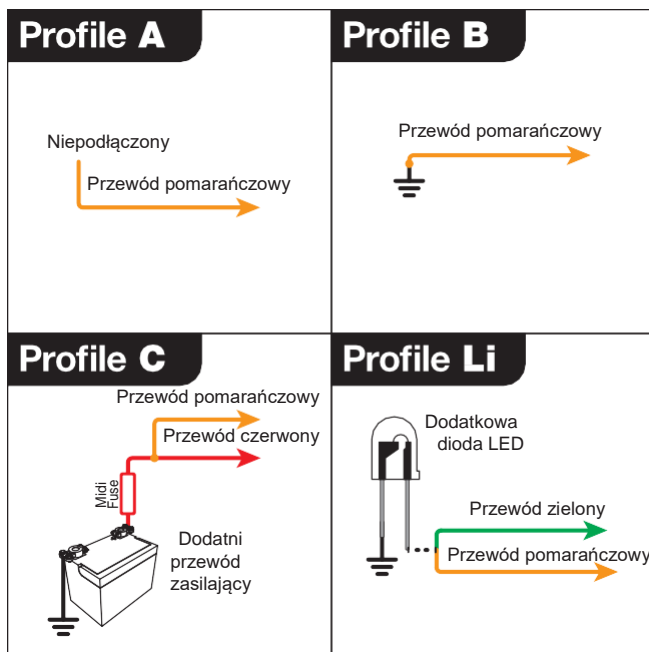 Profile A
Niepodłączony
Przewód pomarańczowy
Profile B
Przewód pomarańczowy
Profile C
Przewód pomarańczowy
Przewód czerwony
Midi
Fuse
Dodatni
przewód
zasilający
Profile Li
Dodatkowa
dioda LED
Przewód zielony
Przewód pomarańczowy